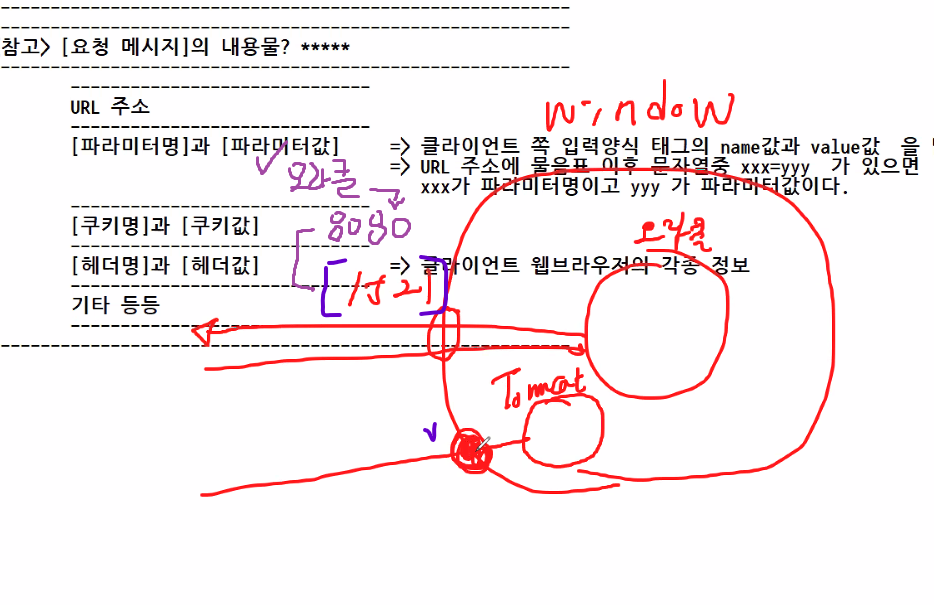 참고> [요청 메시지]의 내용물? *****
window
URL 주소
[파라미터명]과 [파라미터값] => 클라이언트 쪽 입력양식 태그의 name값과 value값 을
=> URL 주소에 물음표 이후 문자열중 xxx=yyy 가 있으면
xxx가 파라미터명이고 yyy 가 파라미터값이다.
오라클
8080
[쿠키명]과 [쿠키값]
오라클
[헤더명]과 [헤더값] => 클라이언트 웹브라우저의 각종 정보
[1521]
기타 등등
Tomcat